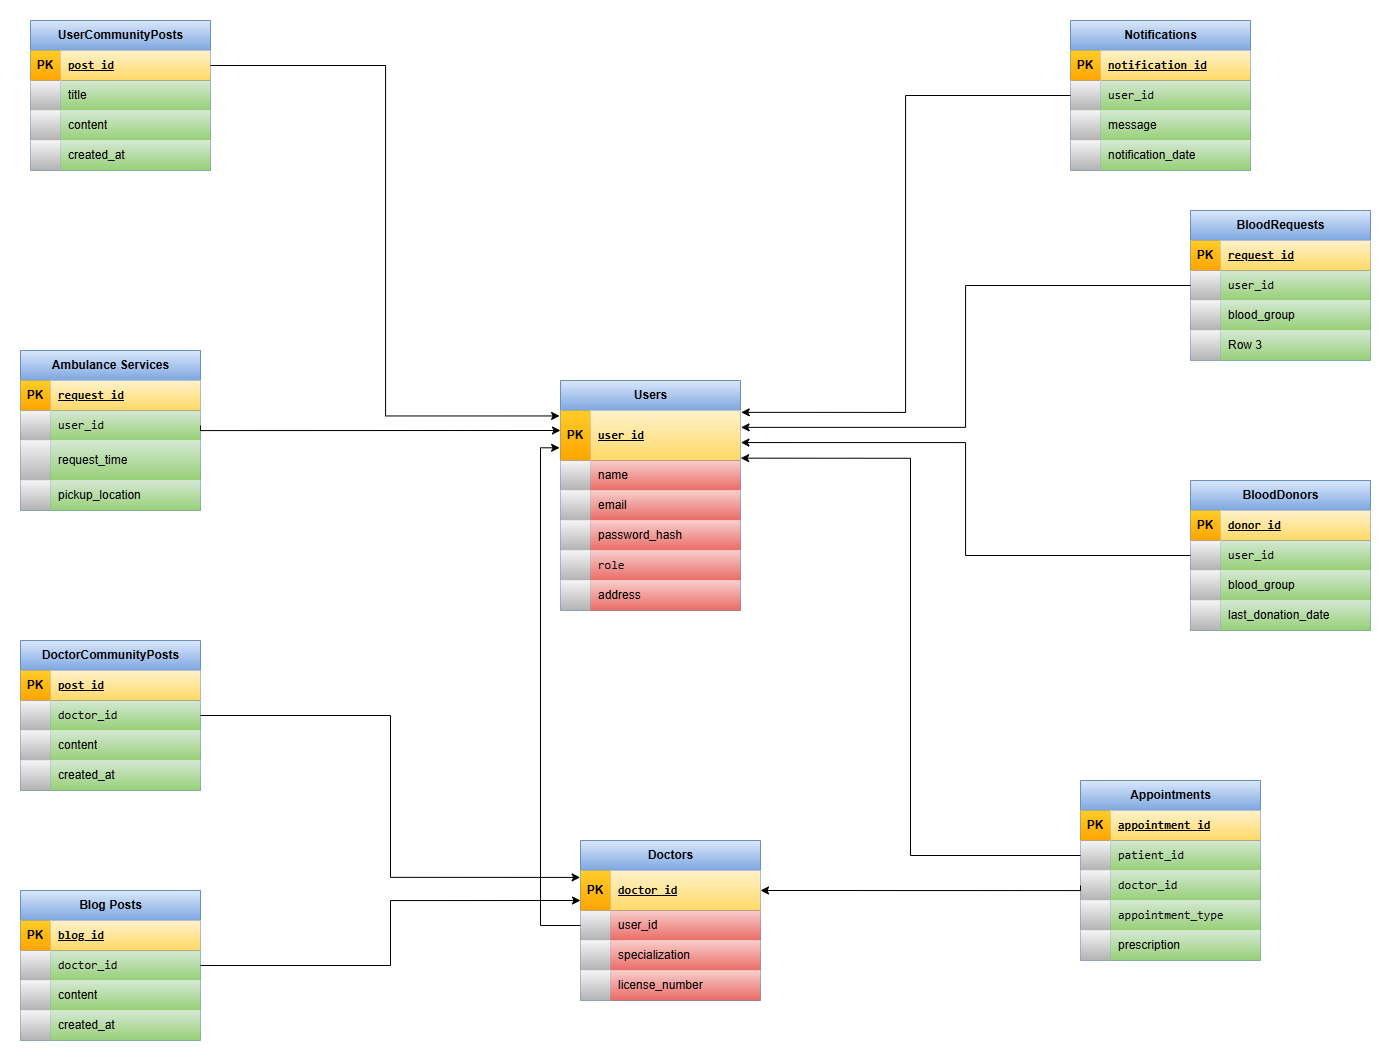 UserCommunityPosts
PK post_id
title
content
created_at
Notifications
PK notification_id
user_id
message
notification_date
BloodRequests
PK request_id
user_id
blood_group
Row 3
Ambulance Services
PK request_id
user_id
request_time
pickup_location
Users
PK user_id
name
email
password_hash
role
address
BloodDonors
PK donor_id
user_id
blood_group
last_donation_date
DoctorCommunityPosts
PK post_id
doctor_id
content
created_at
Appointments
PK appointment_id
patient_id
doctor_id
appointment_type
prescription
Doctors
PK doctor_id
user_id
specialization
license_number
Blog Posts
PK blog_id
doctor_id
content
created_at